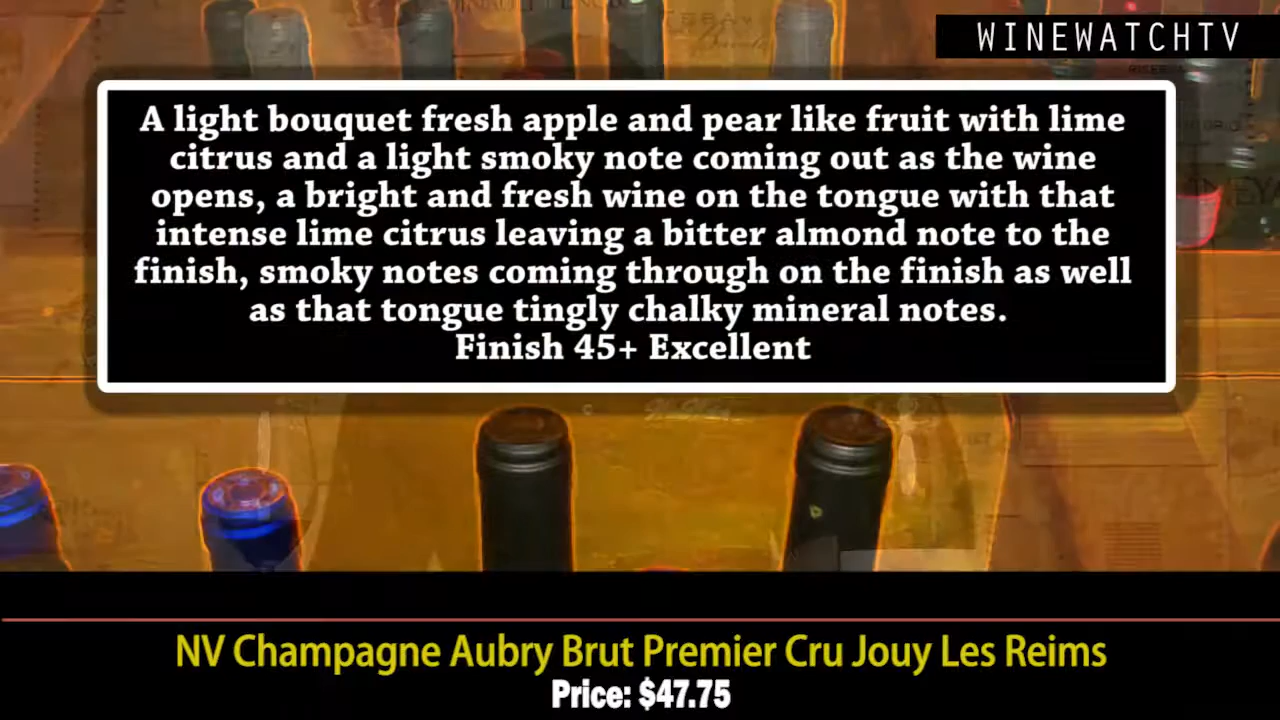 WINEWATCHTV
A light bouquet fresh apple and pear like fruit with lime
citrus and a light smoky note coming out as the wine
opens, a bright and fresh wine on the tongue with that
intense lime citrus leaving a bitter almond note to the
finish, smoky notes coming through on the finish as well
as that tongue tingly chalky mineral notes.
Finish 45+ Excellent
NV Champagne Aubry Brut Premier Cru Jouy Les Reims
Price: $47.75